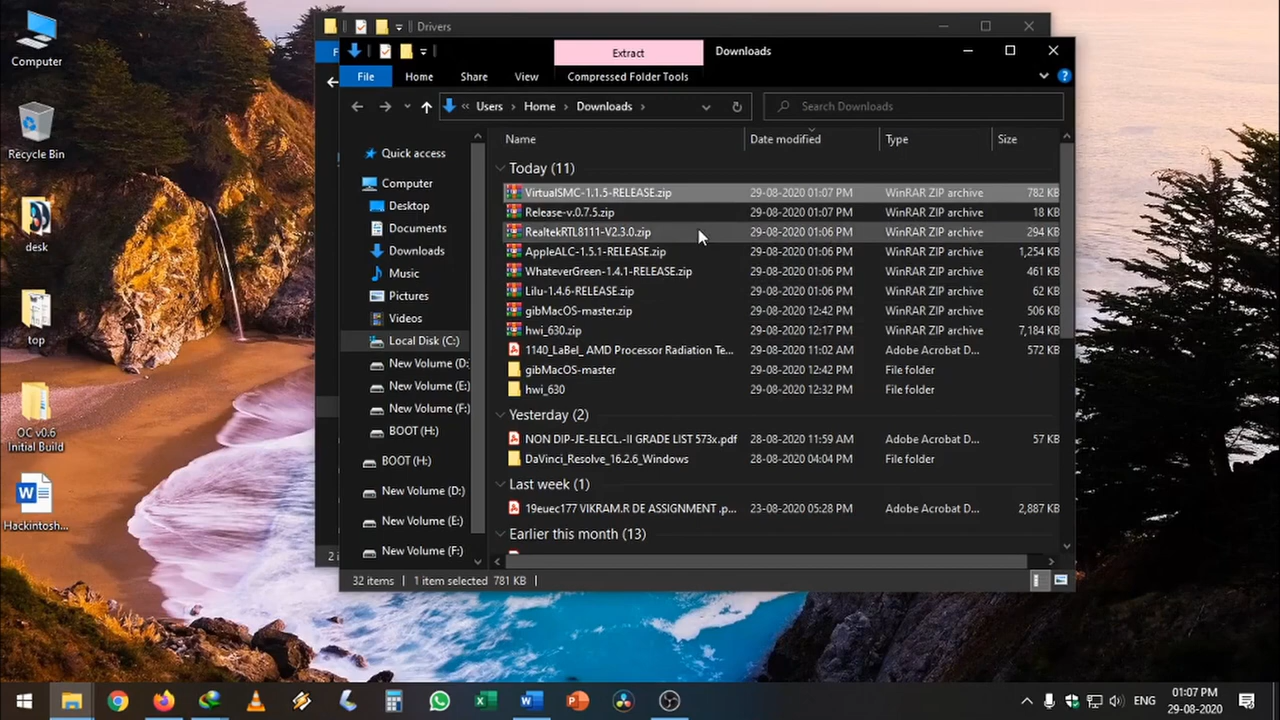 Computer
Recycle Bin
desk
top
OC v0.6
Initial Build
Hackintosh...
Drivers
Extract
Downloads
File
Home
Share
View
Compressed Folder Tools
Users
Home
Downloads
Search Downloads
Name
Date modified
Type
Size
Quick access
Computer
Desktop
Documents
Downloads
Music
Pictures
Videos
Local Disk (C:)
New Volume (D:
New Volume (E:)
New Volume (F:)
BOOT (H:)
BOOT (H:)
New Volume (D:)
New Volume (E:)
New Volume (F:)
Today (11)
VirtualSMC-1.1.5-RELEASE.zip 29-08-2020 01:07 PM WinRAR ZIP archive 782 KB
Release-v.0.7.5.zip 29-08-2020 01:07 PM WinRAR ZIP archive 18 KB
RealtekRTL8111-V2.3.0.zip 29-08-2020 01:06 PM WinRAR ZIP archive 294 KB
AppleALC-1.5.1-RELEASE.zip 29-08-2020 01:06 PM WinRAR ZIP archive 1,254 KB
WhateverGreen-1.4.1-RELEASE.zip 29-08-2020 01:06 PM WinRAR ZIP archive 461 KB
Lilu-1.4.6-RELEASE.zip 29-08-2020 01:06 PM WinRAR ZIP archive 62 KB
gibMacOS-master.zip 29-08-2020 12:42 PM WinRAR ZIP archive 506 KB
hwi_630.zip 29-08-2020 12:17 PM WinRAR ZIP archive 7,184 KB
1140_LaBel_ AMD Processor Radiation Te... 29-08-2020 11:02 AM Adobe Acrobat D... 572 KB
gibMacOS-master 29-08-2020 12:42 PM File folder
hwi_630 29-08-2020 12:32 PM File folder
Yesterday (2)
NON DIP-JE-ELECL.-II GRADE LIST 573x.pdf 28-08-2020 11:59 AM Adobe Acrobat D... 57 KB
DaVinci_Resolve_16.2.6_Windows 28-08-2020 04:04 PM File folder
Last week (1)
19euec177 VIKRAM.R DE ASSIGNMENT .p... 23-08-2020 05:28 PM Adobe Acrobat D... 2,887 KB
Earlier this month (13)
32 items 1 item selected 781 KB
ENG
01:07 PM
29-08-2020